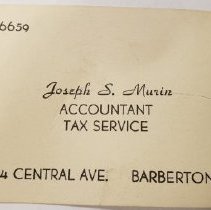 6659
Joseph S. Murin
ACCOUNTANT
TAX SERVICE
4 CENTRAL AVE. BARBERTON